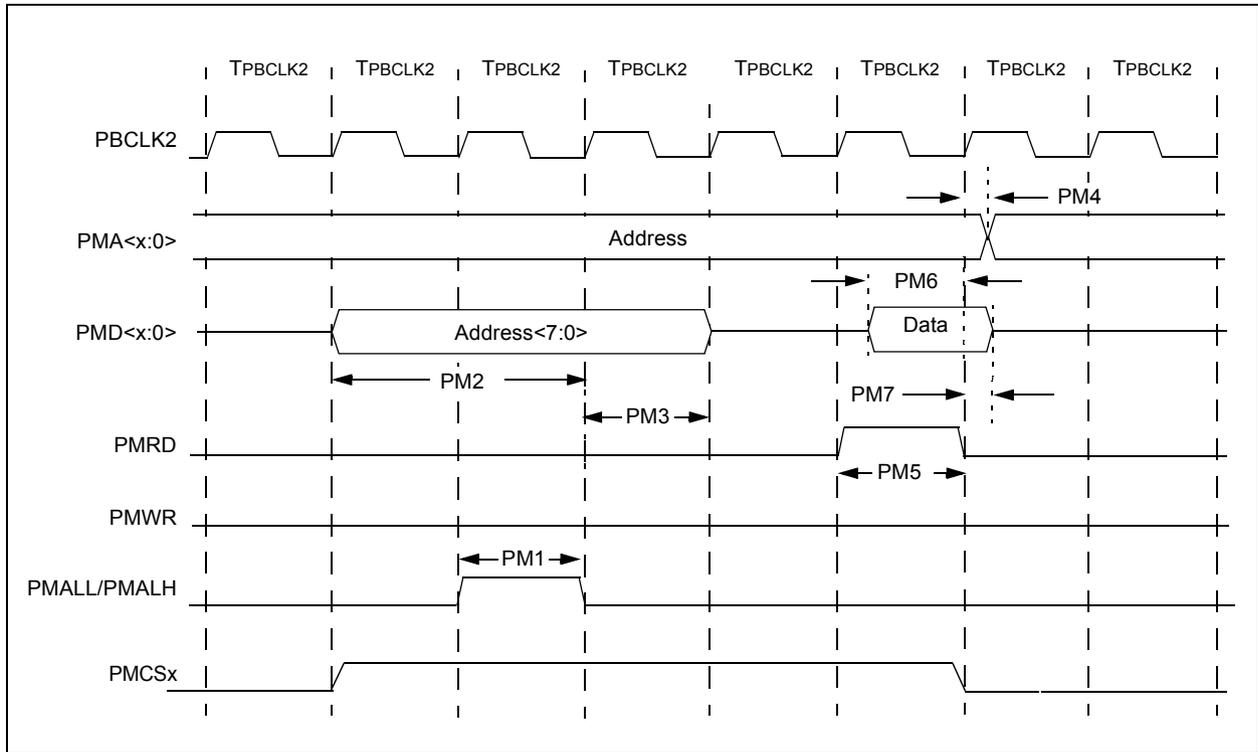 TPBCLK2 TPBCLK2 TPBCLK2 TPBCLK2 TPBCLK2 TPBCLK2 TPBCLK2 TPBCLK2
PBCLK2
PM4
PMA<x:0>
Address
PM6
PMD<x:0>
Address<7:0>
Data
PM2
PM7
PM3
PMRD
PM5
PMWR
PM1
PMALL/PMALH
PMCSx